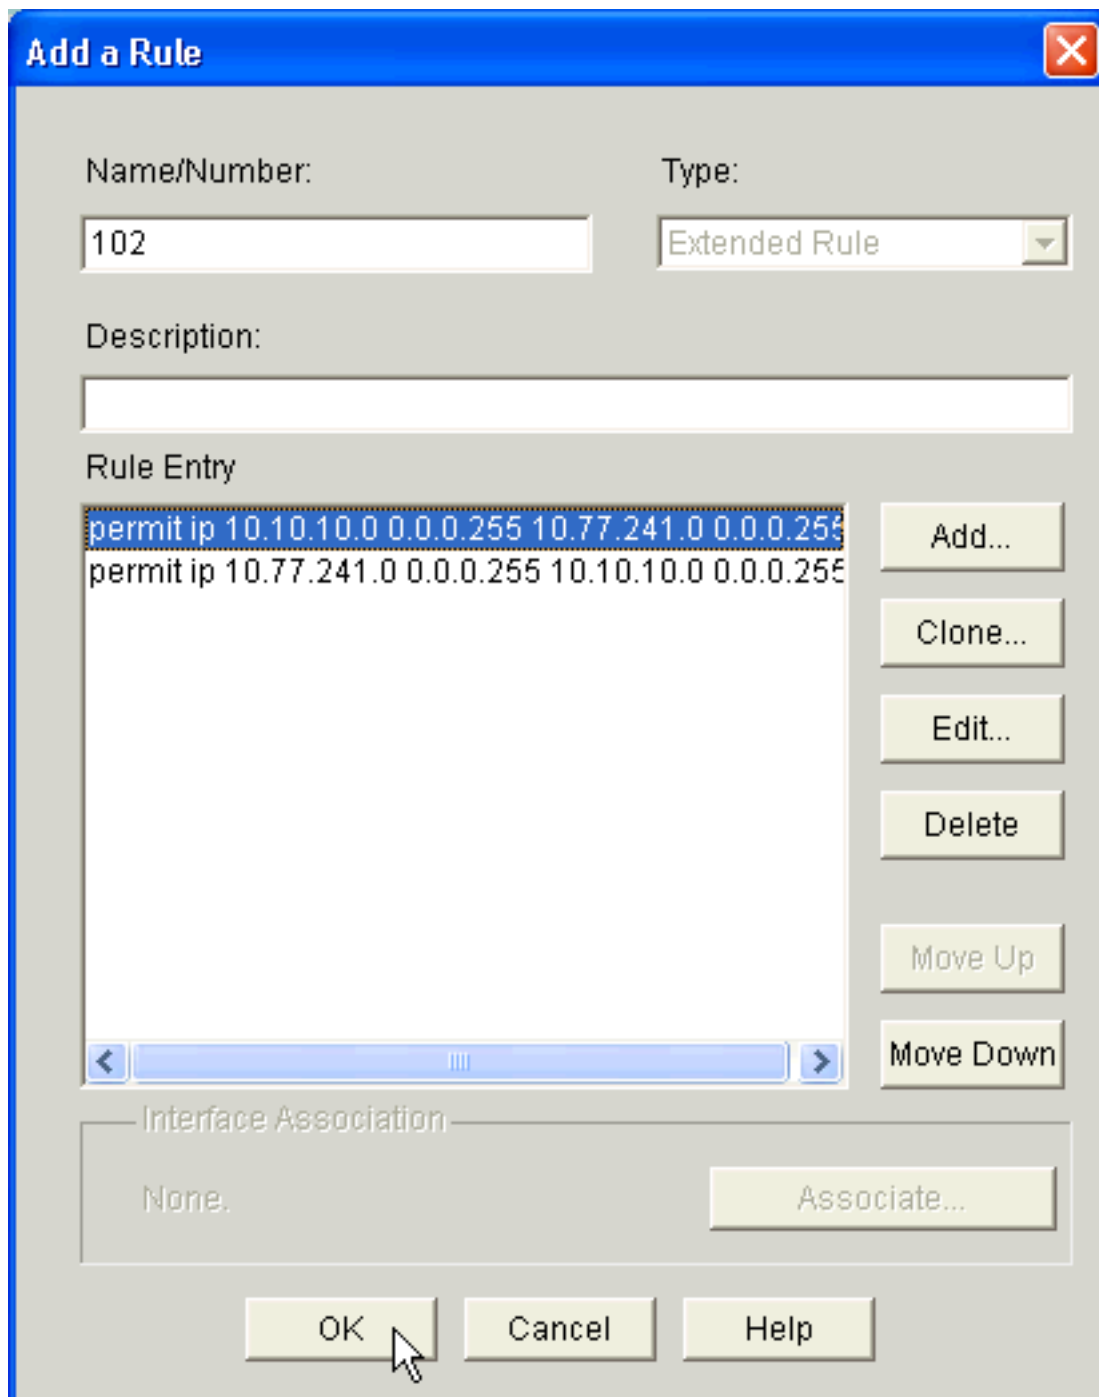 Add a Rule
Name/Number:
Type:
102
Extended Rule
Description:
Rule Entry
permit ip 10.10.10.0 0.0.0.255 10.77.241.0 0.0.0.255
permit ip 10.77.241.0 0.0.0.255 10.10.10.0 0.0.0.255
Add...
Clone...
Edit...
Delete
Move Up
Move Down
Interface Association
None.
Associate...
OK
Cancel
Help